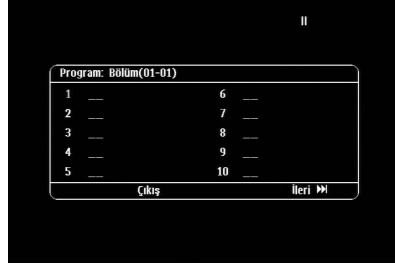 Program: Bölüm(01-01)
1 __ 6 __
2 __ 7 __
3 __ 8 __
4 __ 9 __
5 __ 10 __
Çıkış İleri